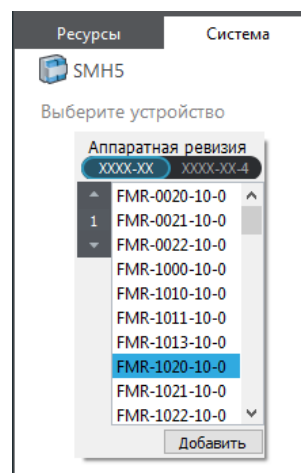 Ресурсы Система
SMH5
Выберите устройство
Аппаратная ревизия
XXXX-XX XXXX-XX-4
FMR-0020-10-0
1 FMR-0021-10-0
FMR-0022-10-0
FMR-1000-10-0
FMR-1010-10-0
FMR-1011-10-0
FMR-1013-10-0
FMR-1020-10-0
FMR-1021-10-0
FMR-1022-10-0
Добавить